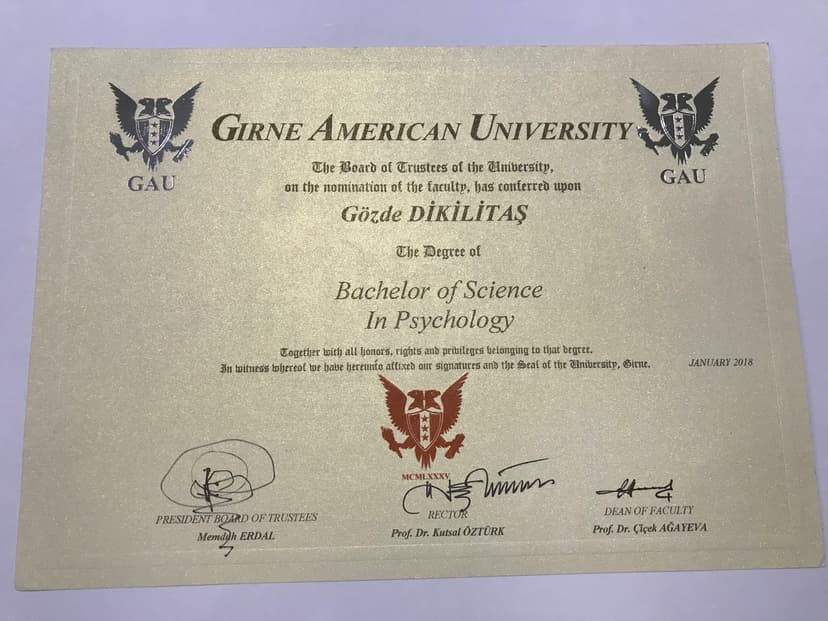 GIRNE AMERICAN UNIVERSITY
GAU
GAU
The Board of Trustees of the University,
on the nomination of the faculty, has conferred upon
Gözde DİKİLİTAŞ
The Degree of
Bachelor of Science
In Psychology
Together with all honors, rights and privileges belonging to that degree.
In witness whereof we have hereunto affixed our signatures and the Seal of the University, Girne.
JANUARY 2018
MCMLXXXV
PRESIDENT BOARD OF TRUSTEES
Memduh ERDAL
RECTOR
Prof. Dr. Kutsal ÖZTÜRK
DEAN OF FACULTY
Prof. Dr. Çiçek AĞAYEVA